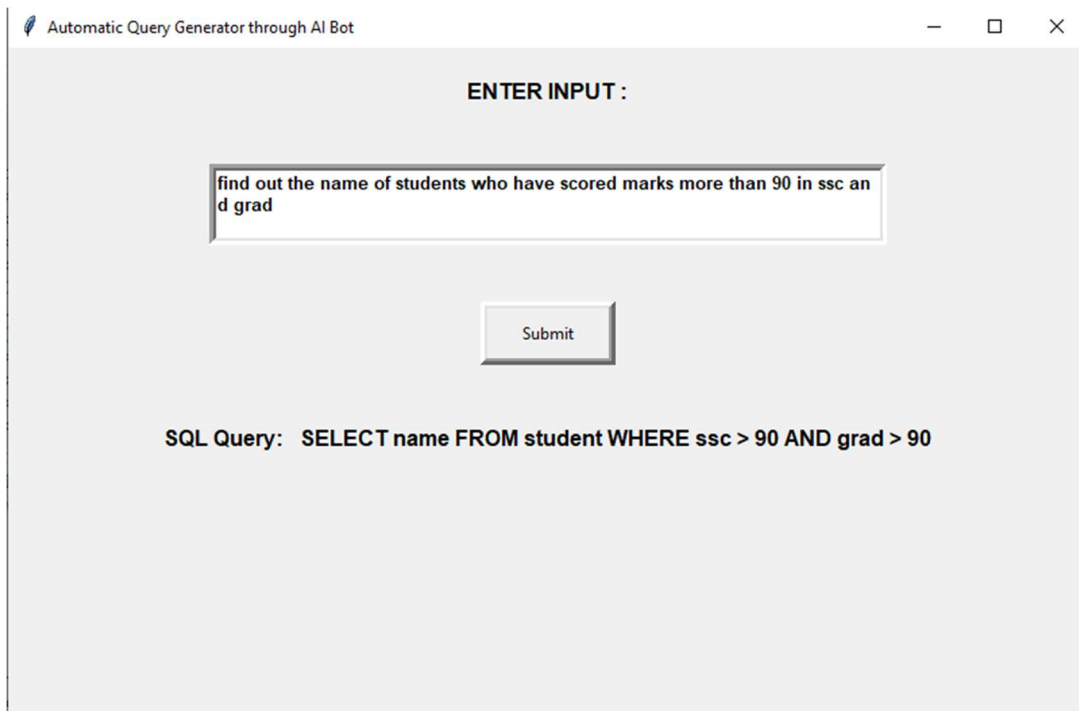 Automatic Query Generator through AI Bot
ENTER INPUT :
find out the name of students who have scored marks more than 90 in ssc an
d grad
Submit
SQL Query: SELECT name FROM student WHERE ssc > 90 AND grad > 90